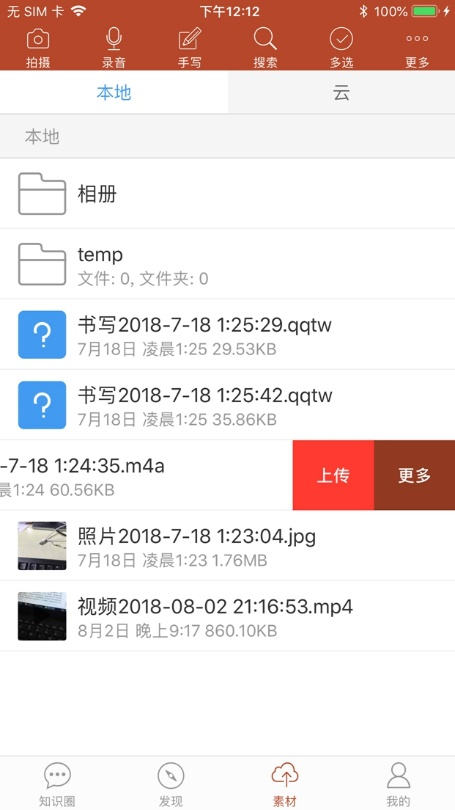 无 SIM 卡 下午12:12 100%
拍摄 录音 手写 搜索 多选 更多
本地 云
本地
相册
temp
文件: 0, 文件夹: 0
书写2018-7-18 1:25:29.qqtw
7月18日 凌晨1:25 29.53KB
书写2018-7-18 1:25:42.qqtw
7月18日 凌晨1:25 35.86KB
-7-18 1:24:35.m4a
晨1:24 60.56KB
上传 更多
照片2018-7-18 1:23:04.jpg
7月18日 凌晨1:23 1.76MB
视频2018-08-02 21:16:53.mp4
8月2日 晚上9:17 860.10KB
知识圈 发现 素材 我的